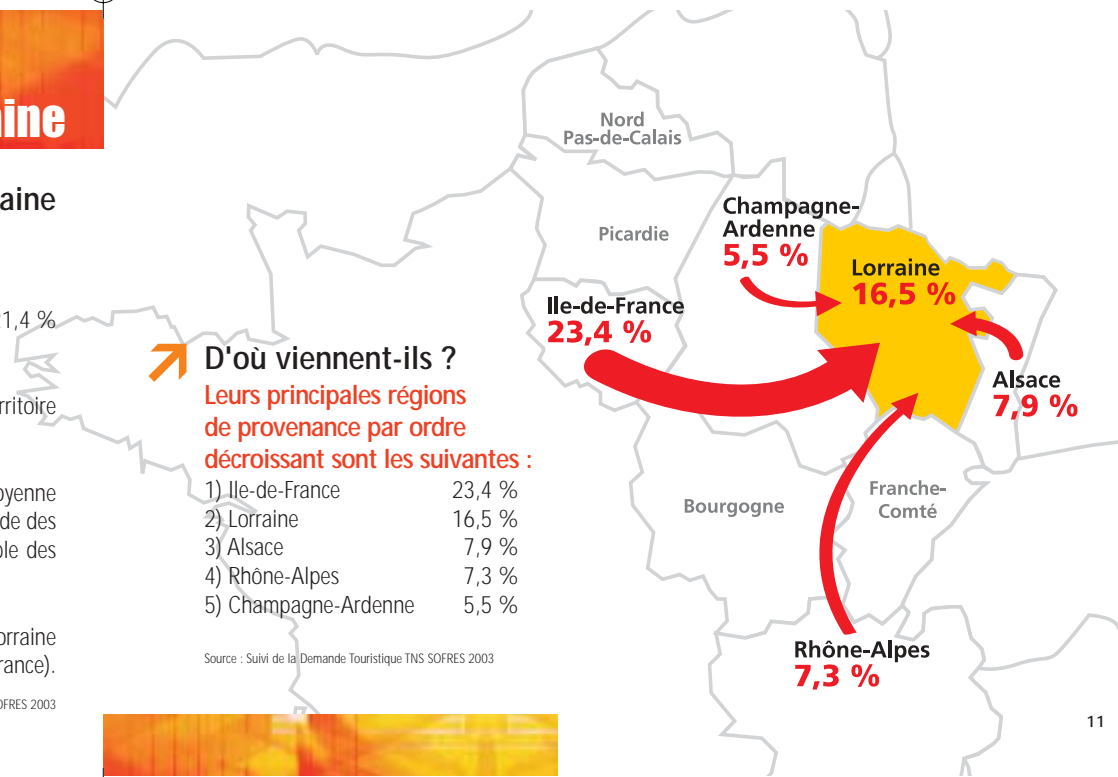 aine
1,4 %
rritoire
oyenne
de des
ble des
orraine
rance).
OFRES 2003
D'où viennent-ils ?
Leurs principales régions
de provenance par ordre
décroissant sont les suivantes :
1) Ile-de-France 23,4 %
2) Lorraine 16,5 %
3) Alsace 7,9 %
4) Rhône-Alpes 7,3 %
5) Champagne-Ardenne 5,5 %
Source : Suivi de la Demande Touristique TNS SOFRES 2003
Nord
Pas-de-Calais
Picardie
Champagne-
Ardenne
5,5 %
Lorraine
16,5 %
Ile-de-France
23,4 %
Alsace
7,9 %
Bourgogne
Franche-
Comté
Rhône-Alpes
7,3 %
11